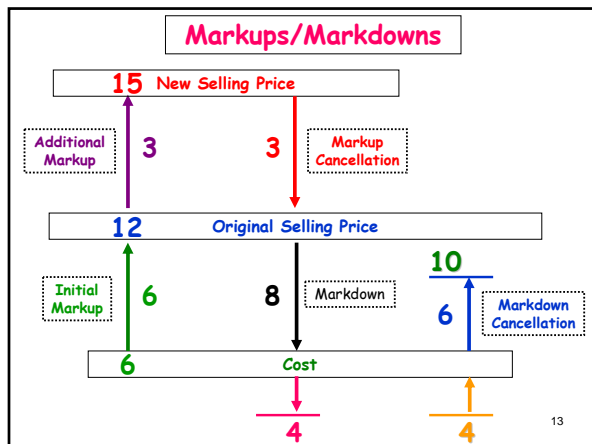 Markups/Markdowns
15 New Selling Price
Additional
Markup
3
3
Markup
Cancellation
12 Original Selling Price
10
Initial
Markup
6
8
Markdown
6
Markdown
Cancellation
6 Cost
4
4
13